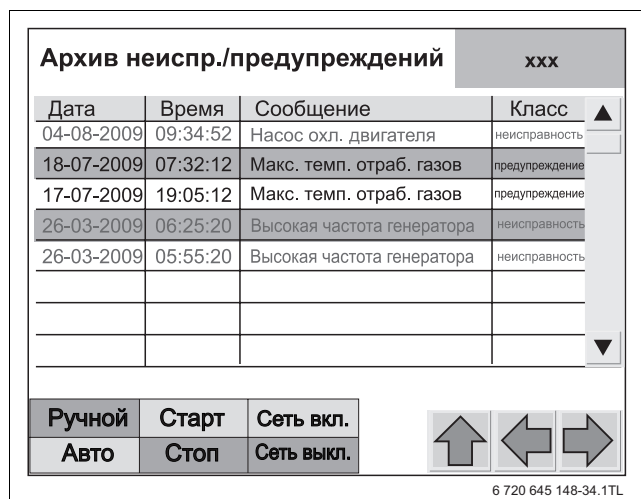 Архив неиспр./предупреждений xxx
Дата Время Сообщение Класс
04-08-2009 09:34:52 Насос охл. двигателя неисправность
18-07-2009 07:32:12 Макс. темп. отраб. газов предупреждение
17-07-2009 19:05:12 Макс. темп. отраб. газов предупреждение
26-03-2009 06:25:20 Высокая частота генератора неисправность
26-03-2009 05:55:20 Высокая частота генератора неисправность
Ручной Старт Сеть вкл.
Авто Стоп Сеть выкл.
6 720 645 148-34.1TL